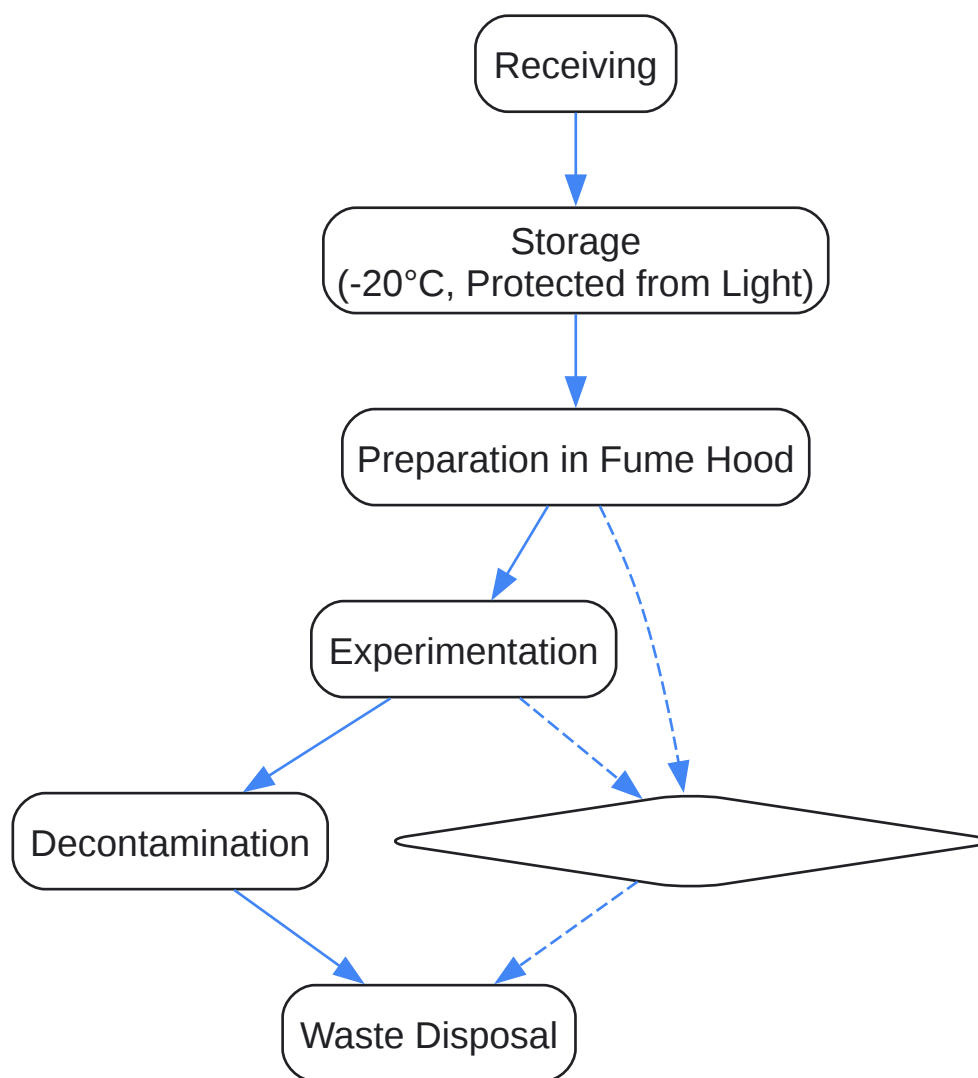 Receiving
Storage
(-20°C, Protected from Light)
Preparation in Fume Hood
Experimentation
Decontamination
Waste Disposal